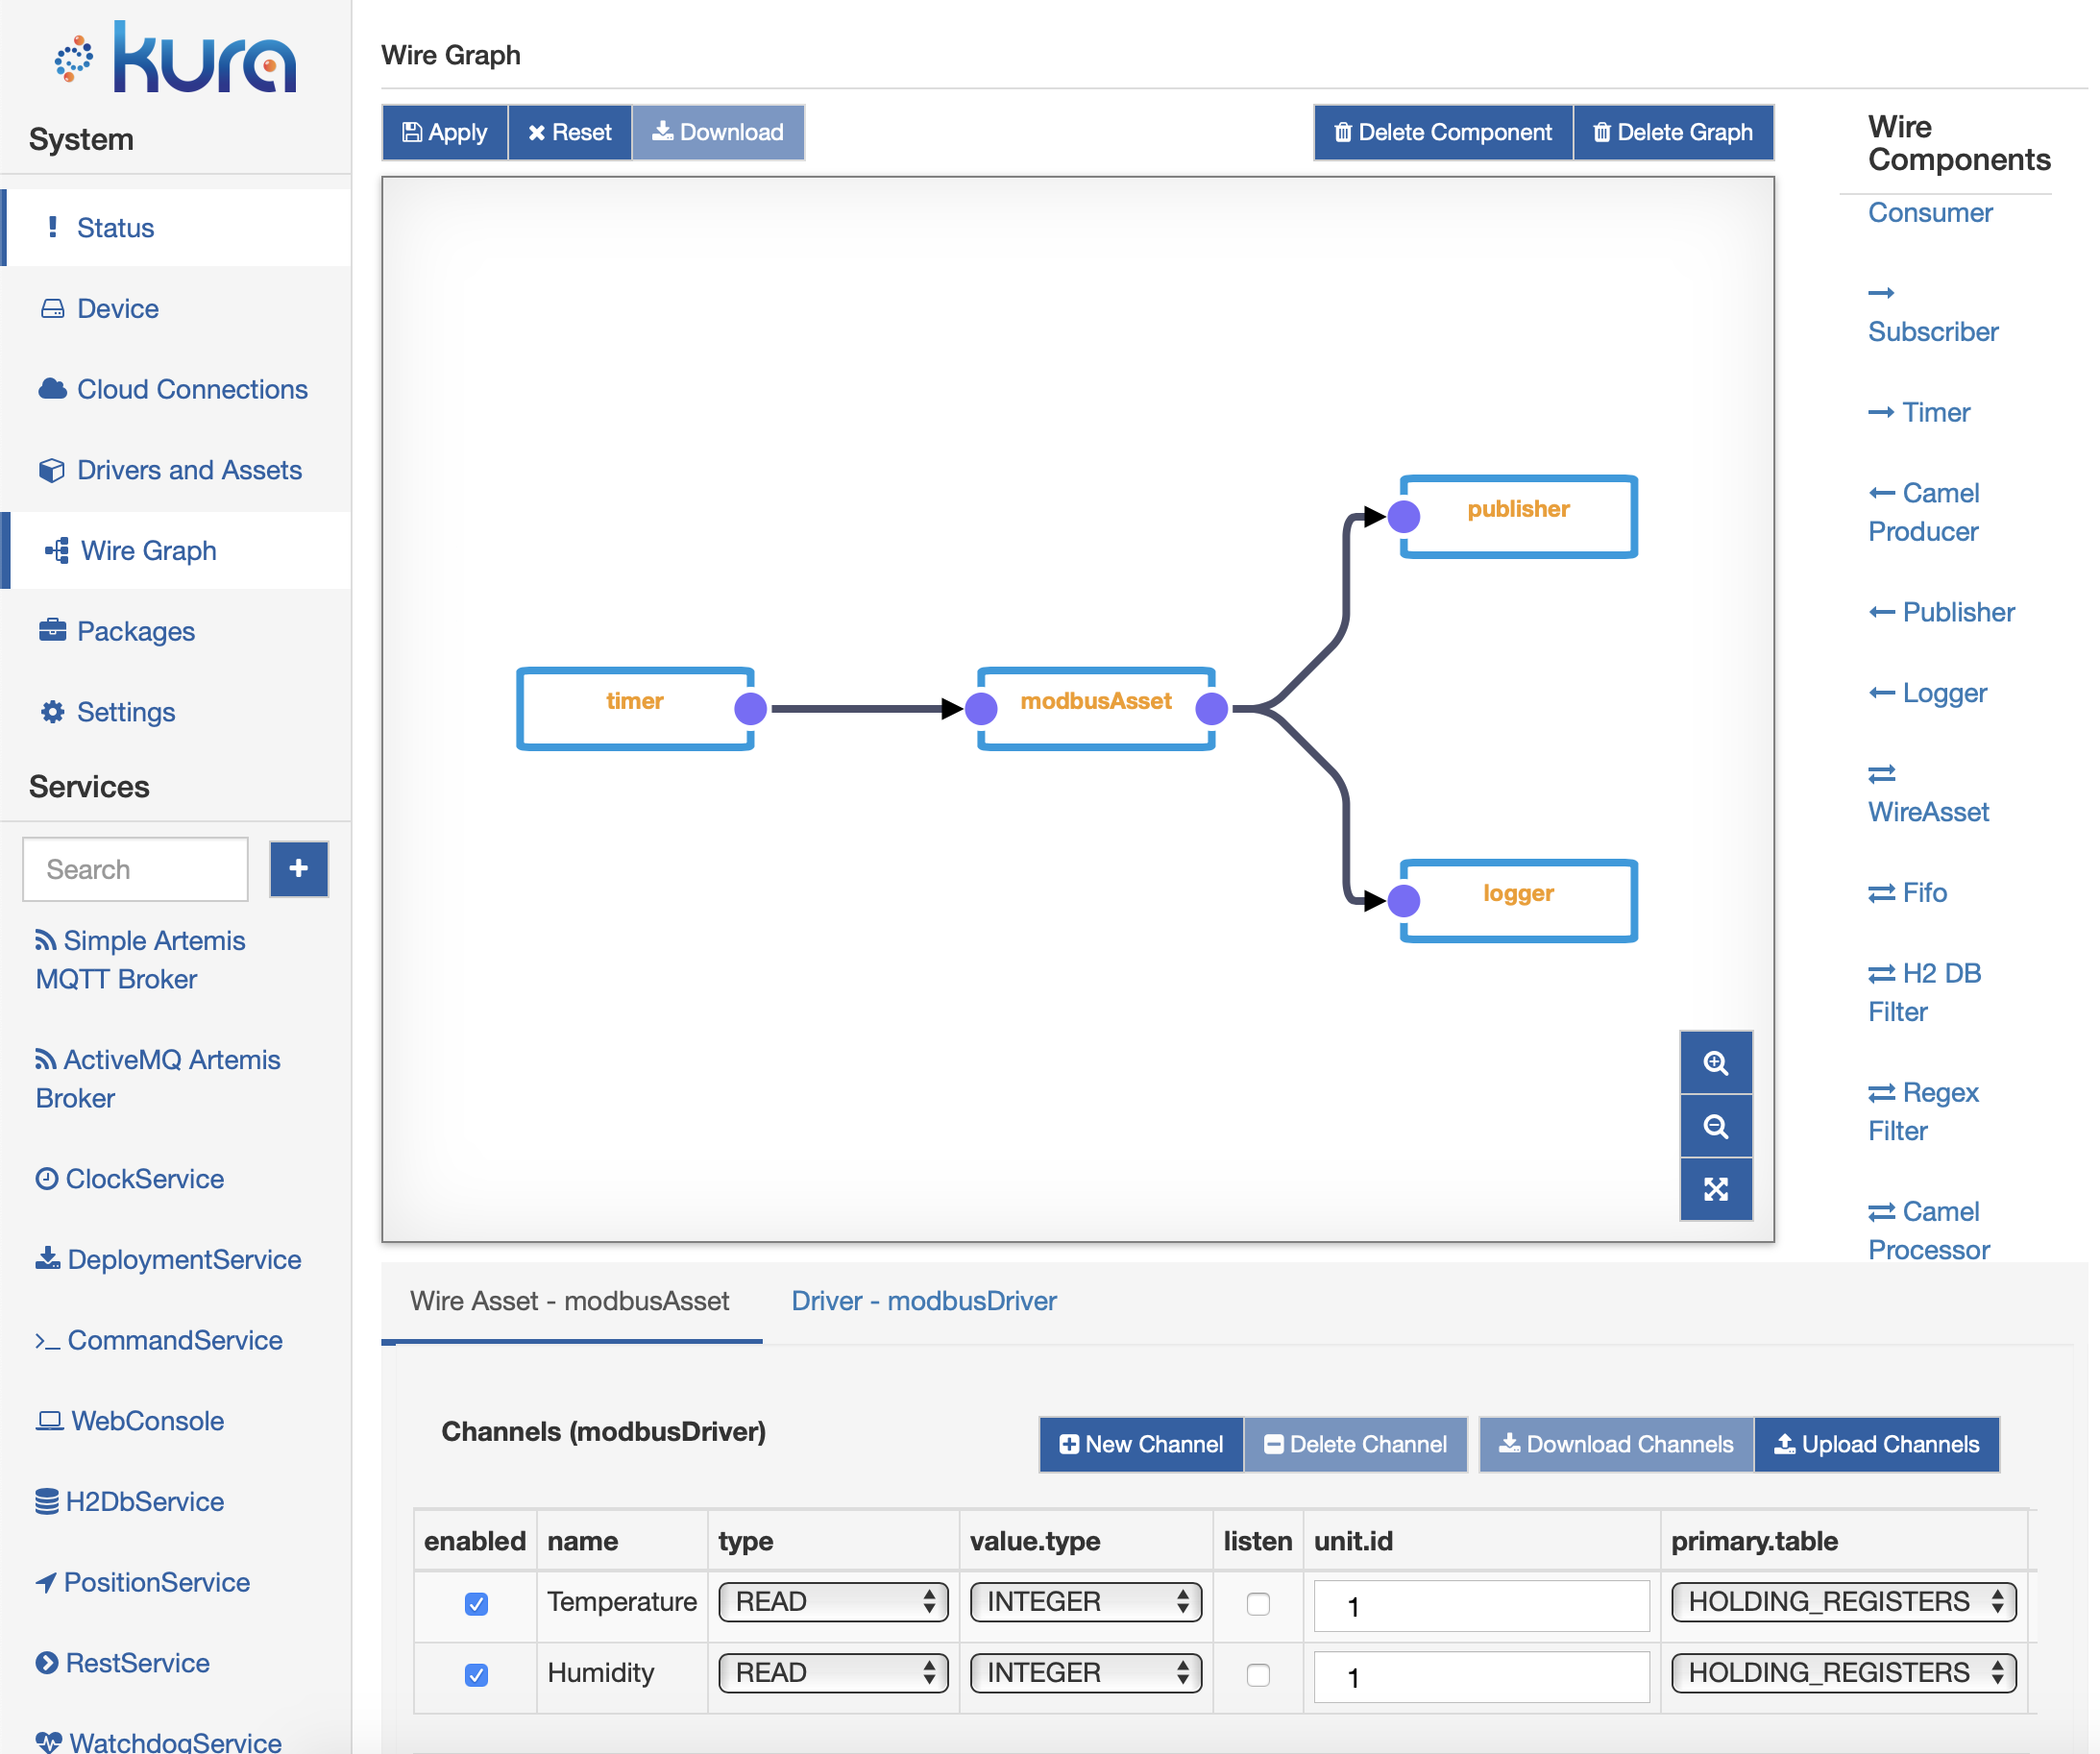 kura
System
Status
Device
Cloud Connections
Drivers and Assets
Wire Graph
Packages
Settings
Services
Search
Simple Artemis
MQTT Broker
ActiveMQ Artemis
Broker
ClockService
DeploymentService
CommandService
WebConsole
H2DbService
PositionService
RestService
WatchdogService
Wire Graph
Apply
Reset
Download
Delete Component
Delete Graph
timer
modbusAsset
publisher
logger
Wire
Components
Consumer
Subscriber
Timer
Camel
Producer
Publisher
Logger
WireAsset
Fifo
H2 DB
Filter
Regex
Filter
Camel
Processor
Wire Asset - modbusAsset
Driver - modbusDriver
Channels (modbusDriver)
New Channel
Delete Channel
Download Channels
Upload Channels
enabled name type value.type listen unit.id primary.table
Temperature READ INTEGER 1 HOLDING_REGISTERS
Humidity READ INTEGER 1 HOLDING_REGISTERS